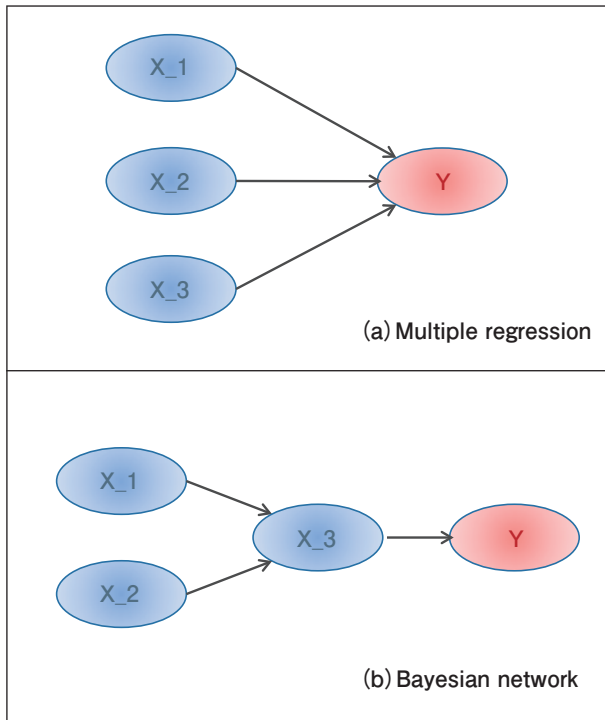 X_1
X_2
Y
X_3
(a) Multiple regression
X_1
X_3
Y
X_2
(b) Bayesian network